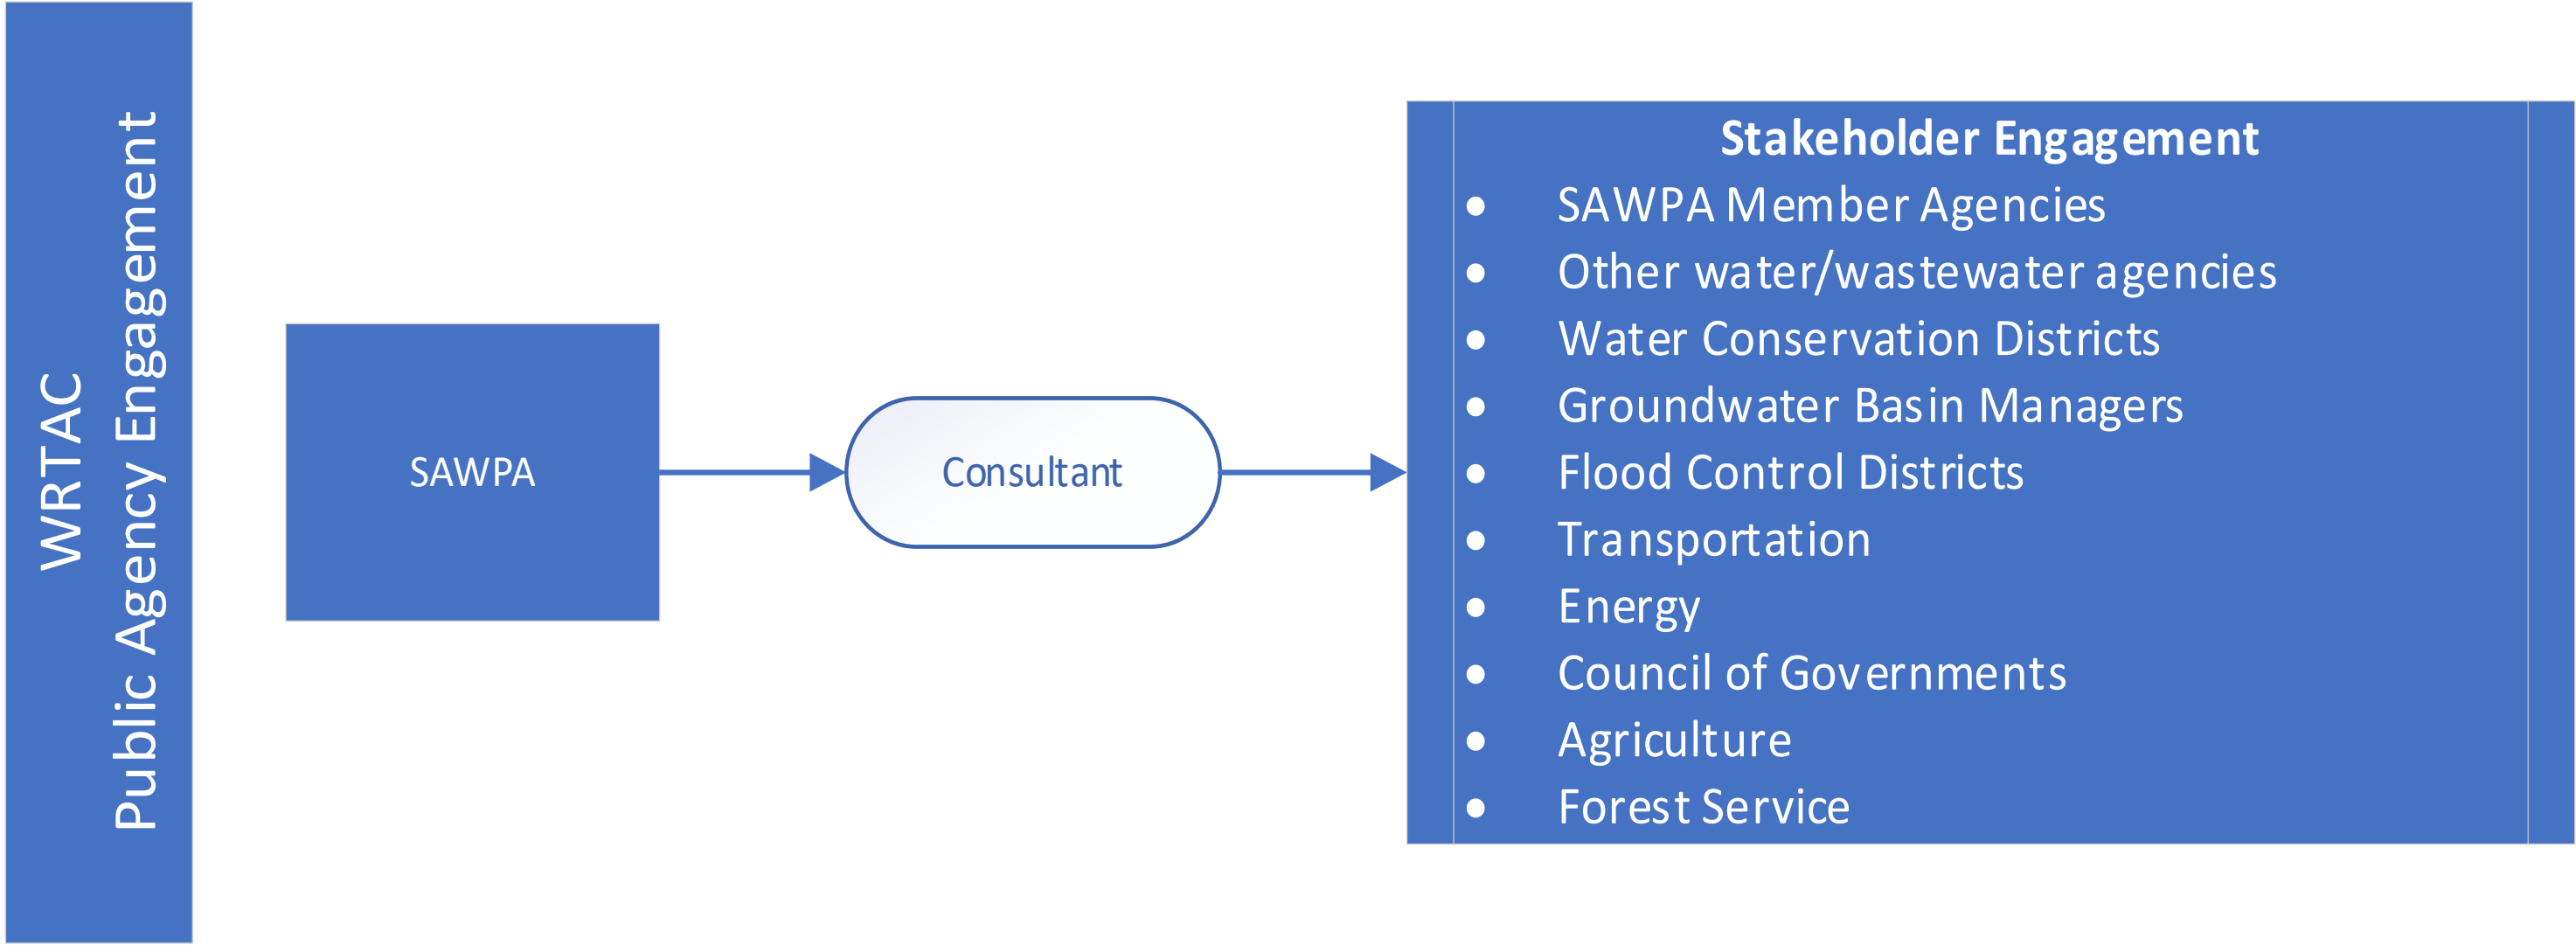 WRTAC
Public Agency Engagement
SAWPA
Consultant
Stakeholder Engagement
● SAWPA Member Agencies
● Other water/wastewater agencies
● Water Conservation Districts
● Groundwater Basin Managers
● Flood Control Districts
● Transportation
● Energy
● Council of Governments
● Agriculture
● Forest Service